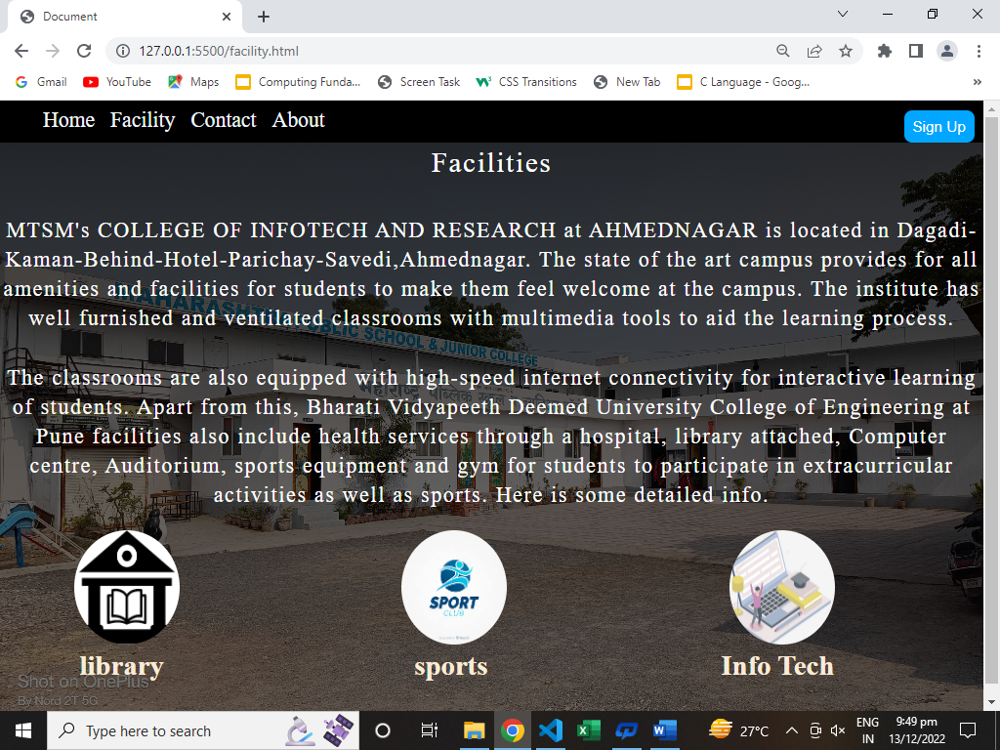 Document
127.0.0.1:5500/facility.html
Gmail YouTube Maps Computing Funda... Screen Task CSS Transitions New Tab C Language - Goog... »
Home Facility Contact About Sign Up
Facilities
MTSM's COLLEGE OF INFOTECH AND RESEARCH at AHMEDNAGAR is located in Dagadi-
Kaman-Behind-Hotel-Parichay-Savedi,Ahmednagar. The state of the art campus provides for all
amenities and facilities for students to make them feel welcome at the campus. The institute has
well furnished and ventilated classrooms with multimedia tools to aid the learning process.
MAHARASHTRA PUBLIC SCHOOL & JUNIOR COLLEGE
The classrooms are also equipped with high-speed internet connectivity for interactive learning
of students. Apart from this, Bharati Vidyapeeth Deemed University College of Engineering at
Pune facilities also include health services through a hospital, library attached, Computer
centre, Auditorium, sports equipment and gym for students to participate in extracurricular
activities as well as sports. Here is some detailed info.
SPORT
CLUB
library sports Info Tech
Shot on OnePlus
By Nord 2T 5G
Type here to search
27°C
ENG
IN
9:49 pm
13/12/2022